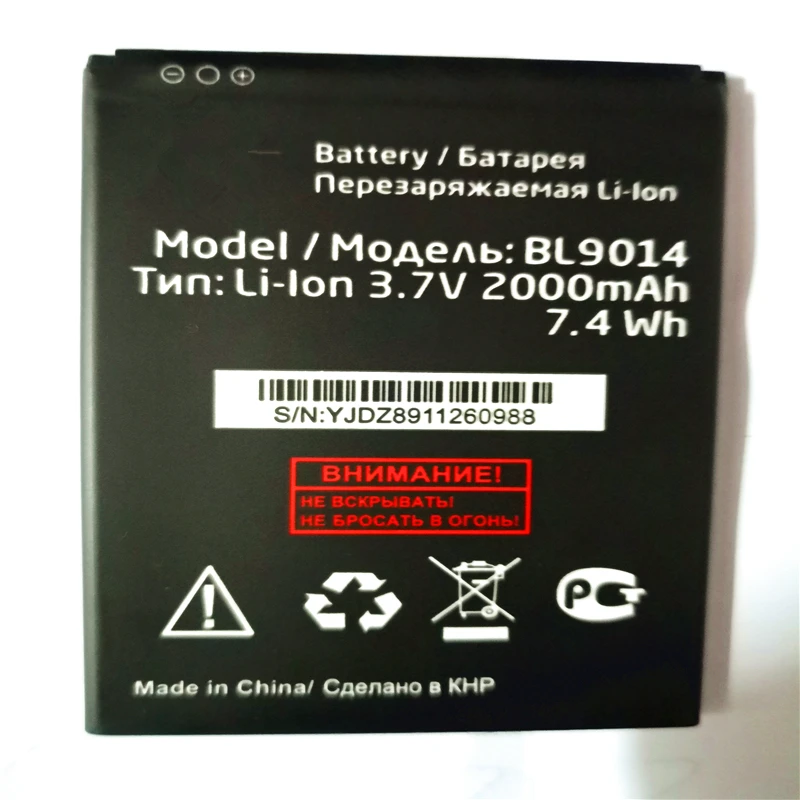 Battery / Батарея
Перезаряжаемая Li-Ion
Model / Модель: BL9014
Тип: Li-Ion 3.7V 2000mAh
7.4 Wh
S/N:YJDZ8911260988
ВНИМАНИЕ!
НЕ ВСКРЫВАТЬ!
НЕ БРОСАТЬ В ОГОНЬ!
РСТ
Made in China/ Сделано в КНР